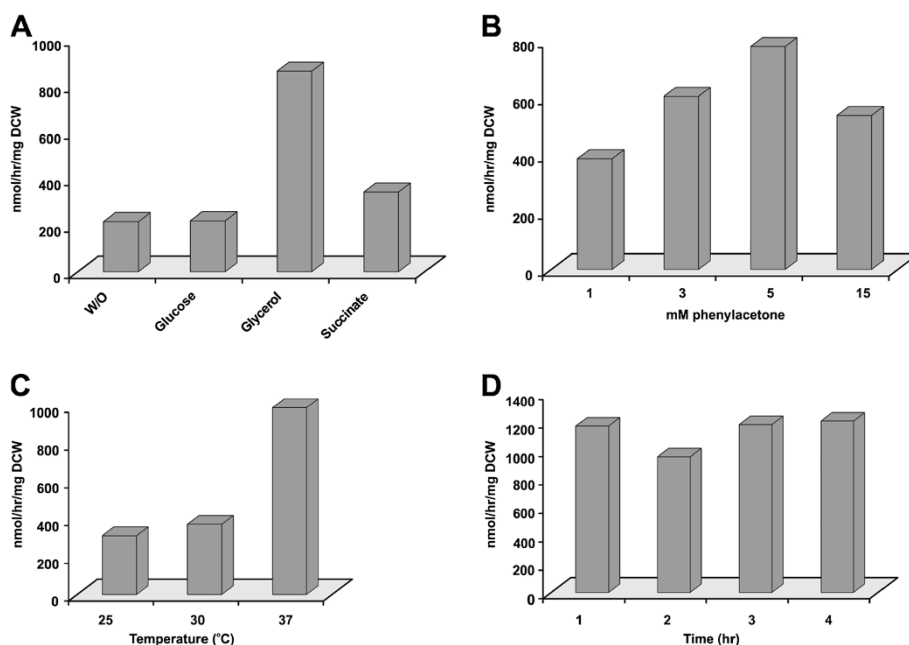 A
nmol/hr/mg DCW
1000
800
600
400
200
0
W/O
Glucose
Glycerol
Succinate
B
nmol/hr/mg DCW
800
600
400
200
0
1 3 5 15
mM phenylacetone
C
nmol/hr/mg DCW
1000
800
600
400
200
0
25 30 37
Temperature (°C)
D
nmol/hr/mg DCW
1400
1200
1000
800
600
400
200
0
1 2 3 4
Time (hr)